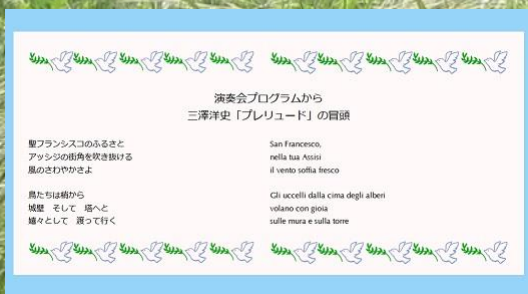 演奏会プログラムから
三澤洋史「プレリュード」の冒頭
聖フランシスコのふるさと
アッシジの街角を吹き抜ける
風のさわやかさよ
鳥たちは梢から
城壁　そして　塔へと
嬉々として　渡って行く
San Francesco,
nella tua Assisi
il vento soffia fresco
Gli uccelli dalla cima degli alberi
volano con gioia
sulle mura e sulla torre